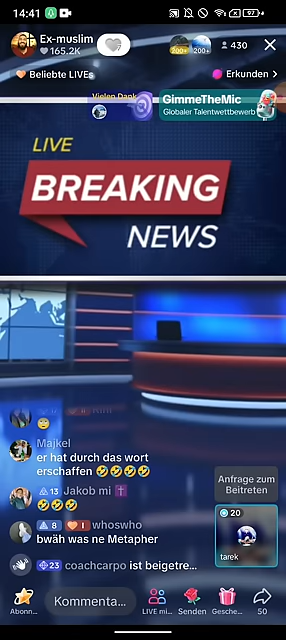 14:41
97
Ex-muslim
165.2K
200+
200+
430
Beliebte LIVEs
Erkunden
Vielen Dank
GimmeTheMic
Globaler Talentwettbewerb
LIVE
BREAKING
NEWS
Majkel
er hat durch das wort
erschaffen 🤣🤣🤣🤣
13 Jakob mi ✝️
🤣🤣🤣
8 I whoswho
bwäh was ne Metapher
23 coachcarpo ist beigetre...
Anfrage zum
Beitreten
20
tarek
Abonn...
Kommenta...
LIVE mi...
Senden
Gesche...
50